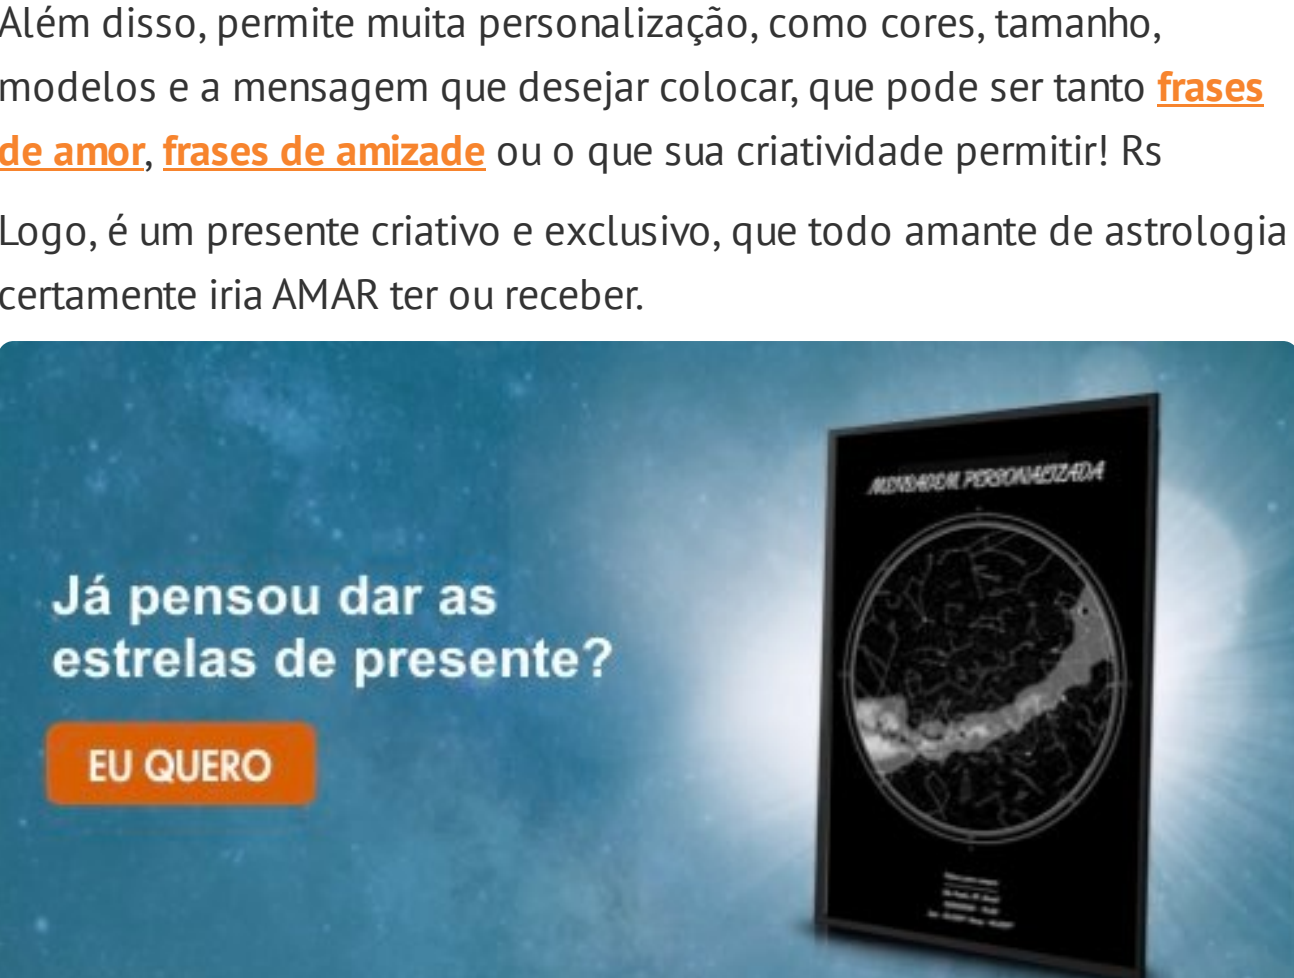 Além disso, permite muita personalização, como cores, tamanho,
modelos e a mensagem que desejar colocar, que pode ser tanto frases
de amor, frases de amizade ou o que sua criatividade permitir! Rs
Logo, é um presente criativo e exclusivo, que todo amante de astrologia
certamente iria AMAR ter ou receber.
MENSAGEM PERSONALIZADA
Já pensou dar as
estrelas de presente?
EU QUERO